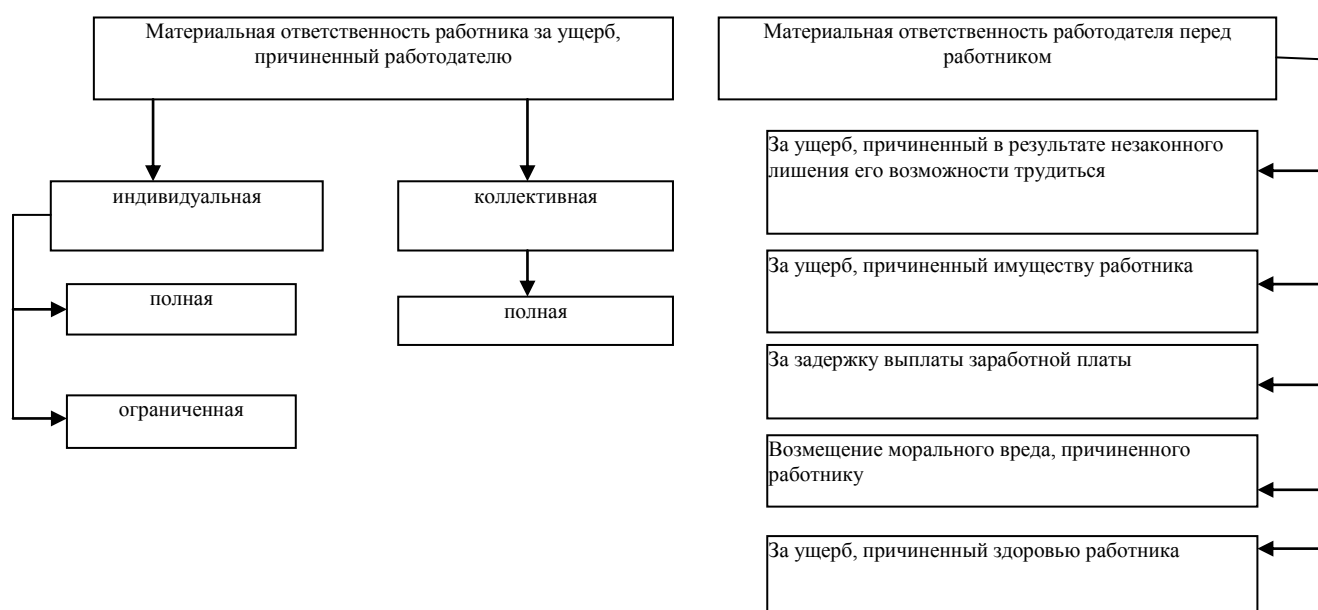 Материальная ответственность работника за ущерб,
причиненный работодателю
индивидуальная
коллективная
полная
полная
ограниченная
Материальная ответственность работодателя перед
работником
За ущерб, причиненный в результате незаконного
лишения его возможности трудиться
За ущерб, причиненный имуществу работника
За задержку выплаты заработной платы
Возмещение морального вреда, причиненного
работнику
За ущерб, причиненный здоровью работника